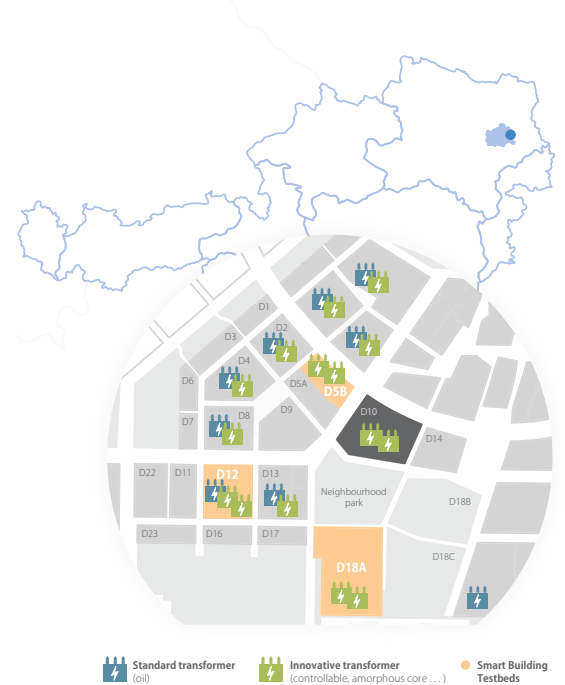 D1
D2
D3
D4
D5A
D5B
D6
D7
D8
D9
D10
D14
D22
D11
D12
D13
Neighbourhood
park
D18B
D23
D16
D17
D18C
D18A
Standard transformer
(oil)
Innovative transformer
(controllable, amorphous core . . . )
Smart Building
Testbeds